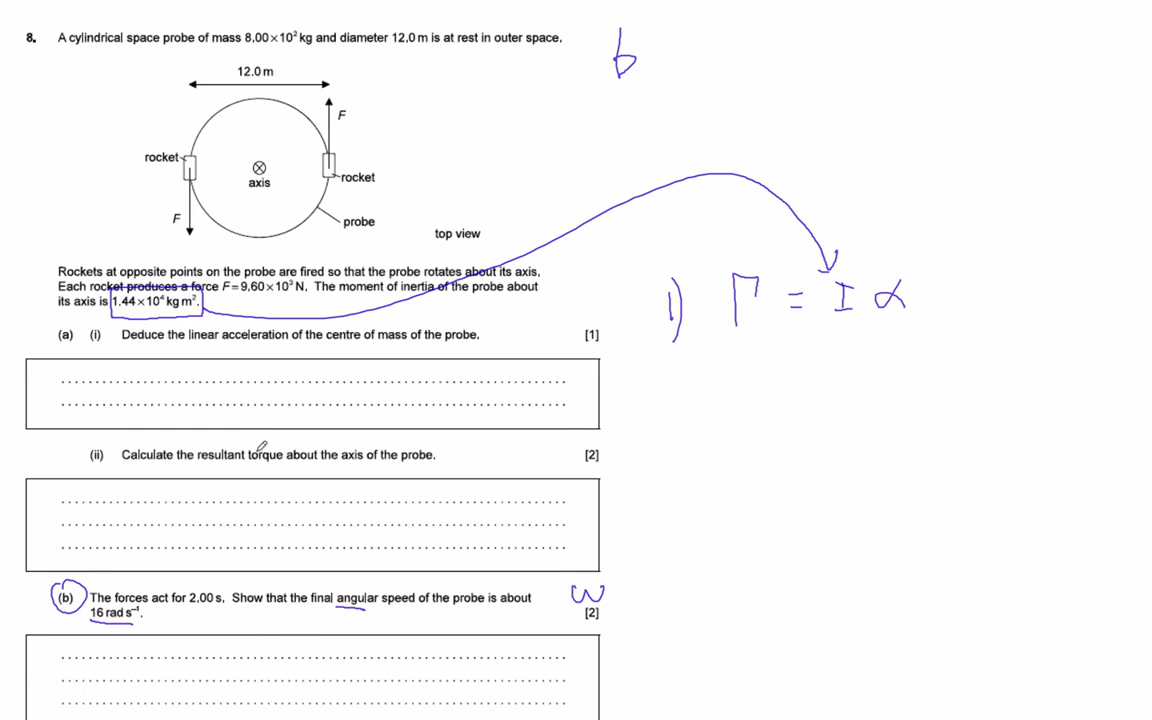 8. A cylindrical space probe of mass 8.00 × 10² kg and diameter 12.0 m is at rest in outer space.
b
12.0 m
F
rocket
rocket
axis
F
probe
top view
Rockets at opposite points on the probe are fired so that the probe rotates about its axis.
Each rocket produces a force F = 9.60 × 10³ N. The moment of inertia of the probe about
its axis is 1.44 × 10⁴ kg m².
1) Γ = I α
(a) (i) Deduce the linear acceleration of the centre of mass of the probe. [1]
(ii) Calculate the resultant torque about the axis of the probe. [2]
(b) The forces act for 2.00 s. Show that the final angular speed of the probe is about ω
16 rad s⁻¹. [2]